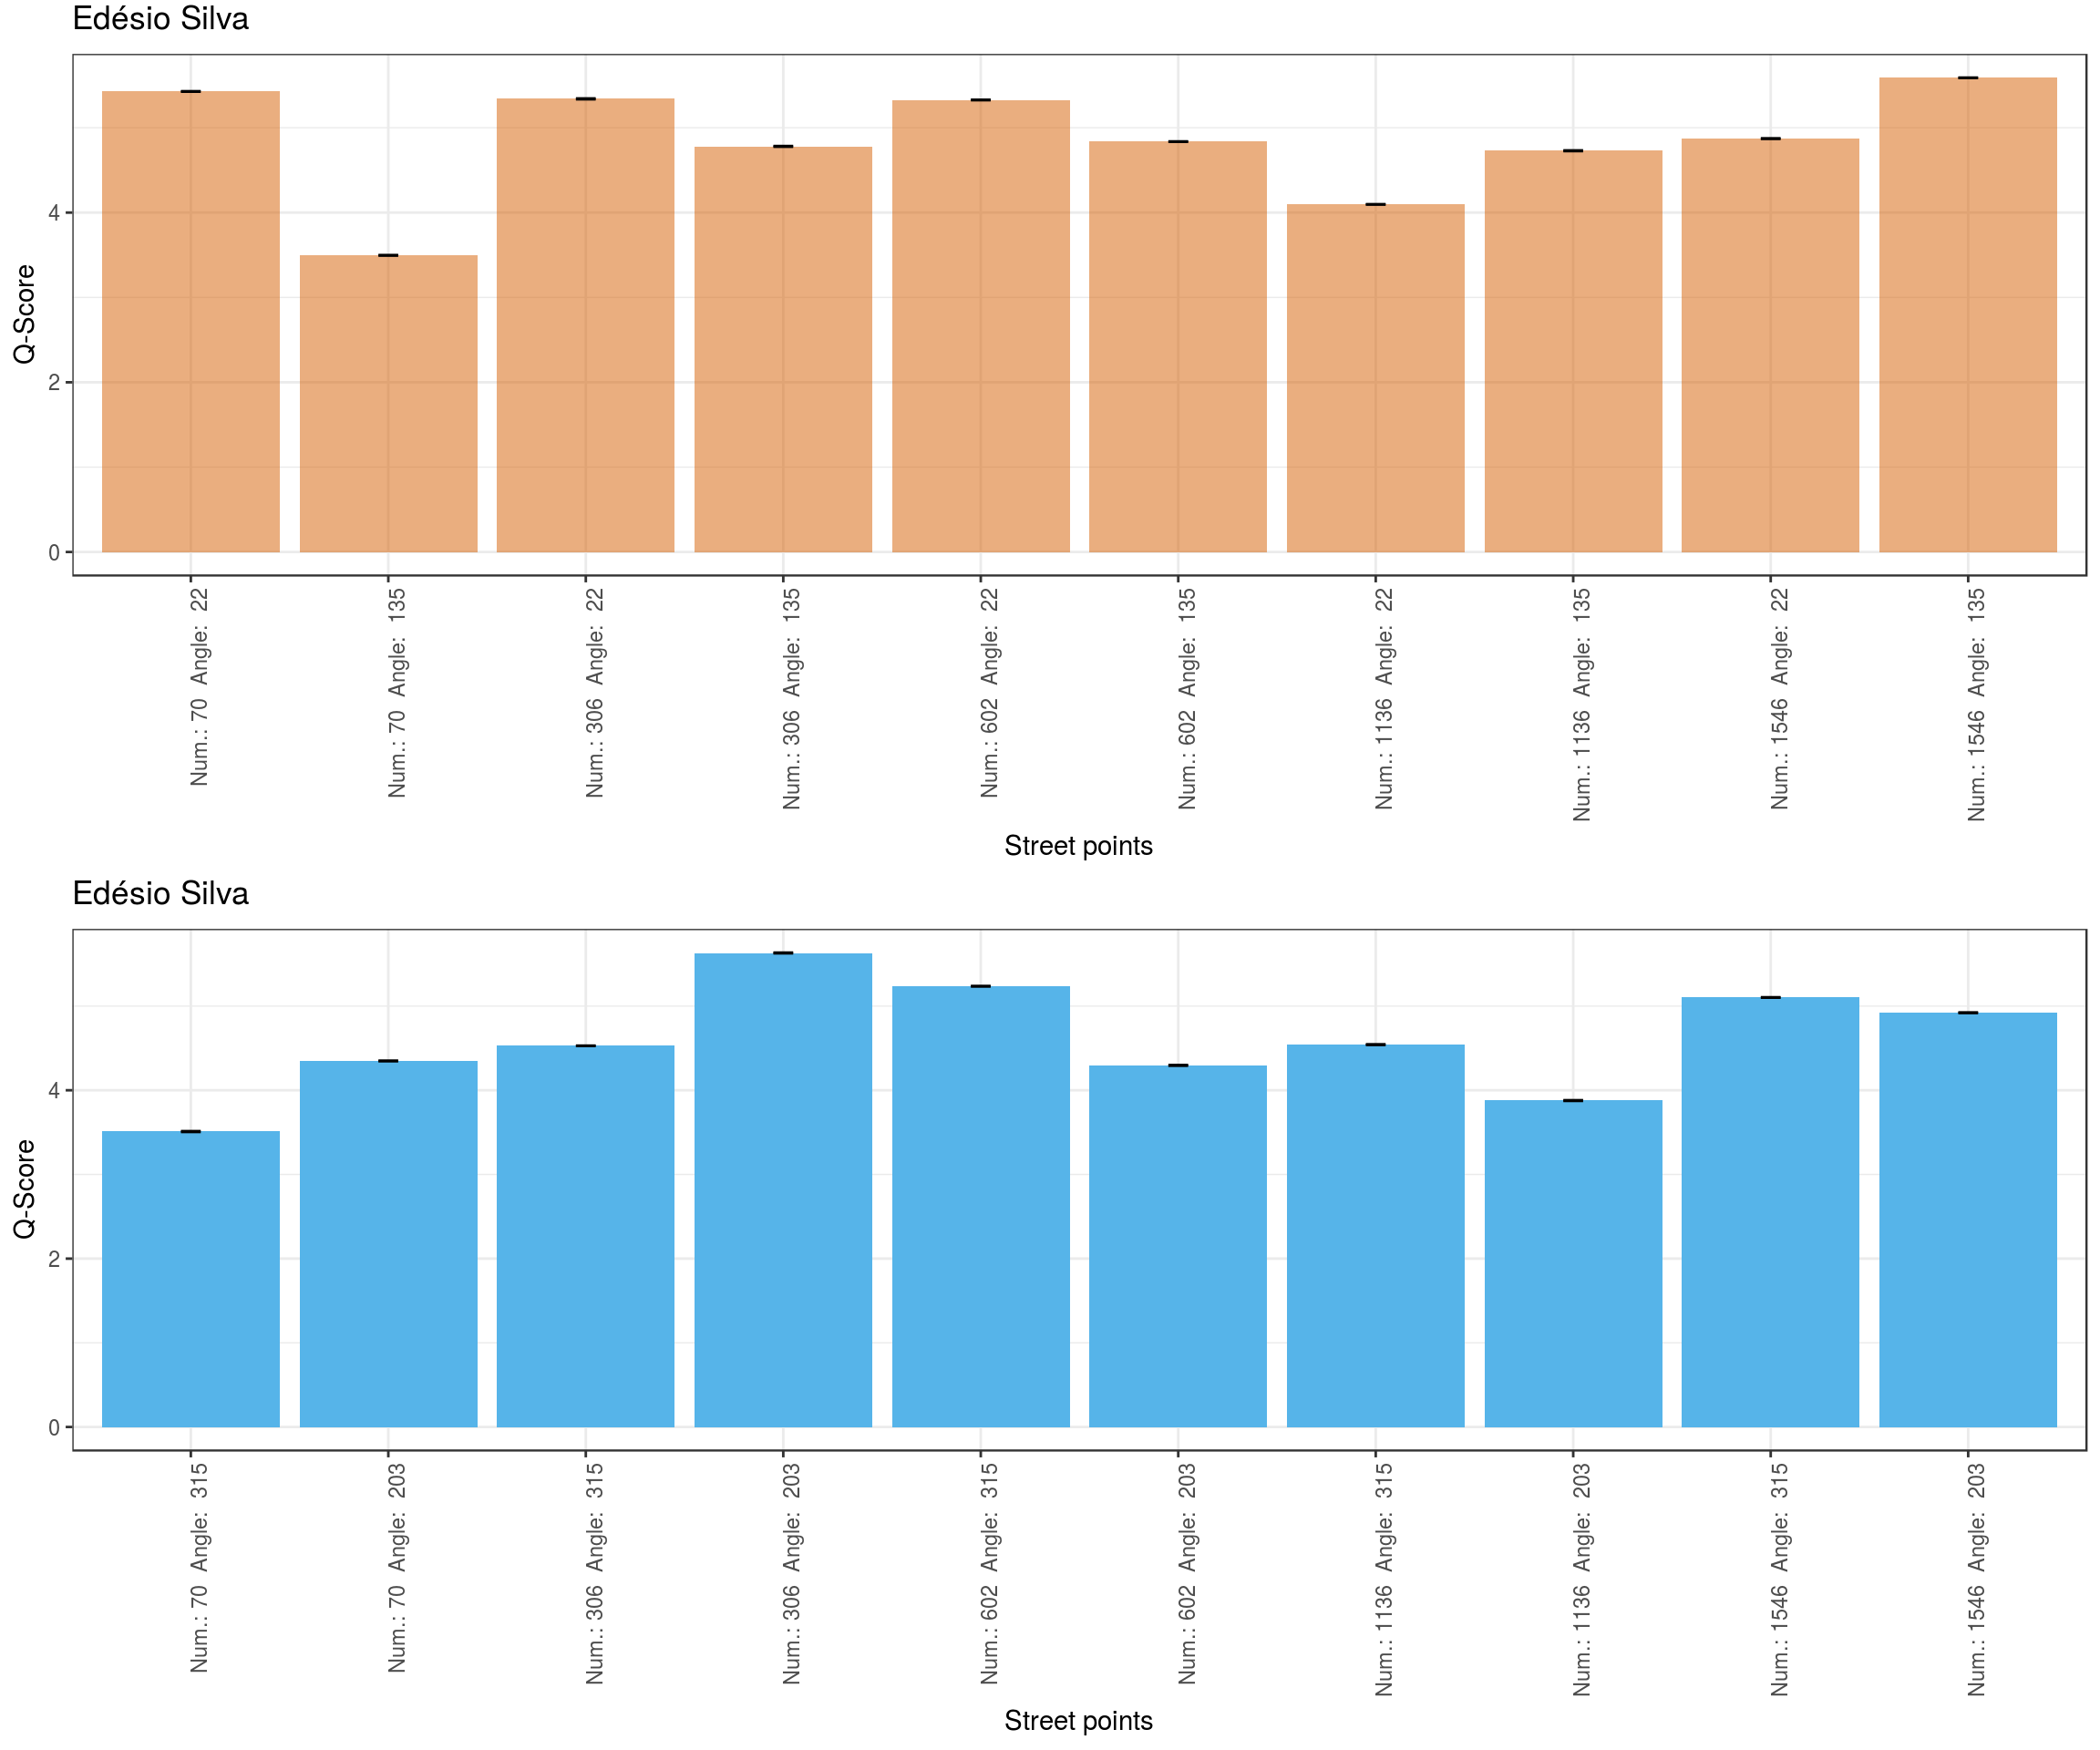 Edésio Silva
Q-Score
4
2
0
Num.: 70 Angle: 22
Num.: 70 Angle: 135
Num.: 306 Angle: 22
Num.: 306 Angle: 135
Num.: 602 Angle: 22
Num.: 602 Angle: 135
Num.: 1136 Angle: 22
Num.: 1136 Angle: 135
Num.: 1546 Angle: 22
Num.: 1546 Angle: 135
Street points
Edésio Silva
Q-Score
4
2
0
Num.: 70 Angle: 315
Num.: 70 Angle: 203
Num.: 306 Angle: 315
Num.: 306 Angle: 203
Num.: 602 Angle: 315
Num.: 602 Angle: 203
Num.: 1136 Angle: 315
Num.: 1136 Angle: 203
Num.: 1546 Angle: 315
Num.: 1546 Angle: 203
Street points